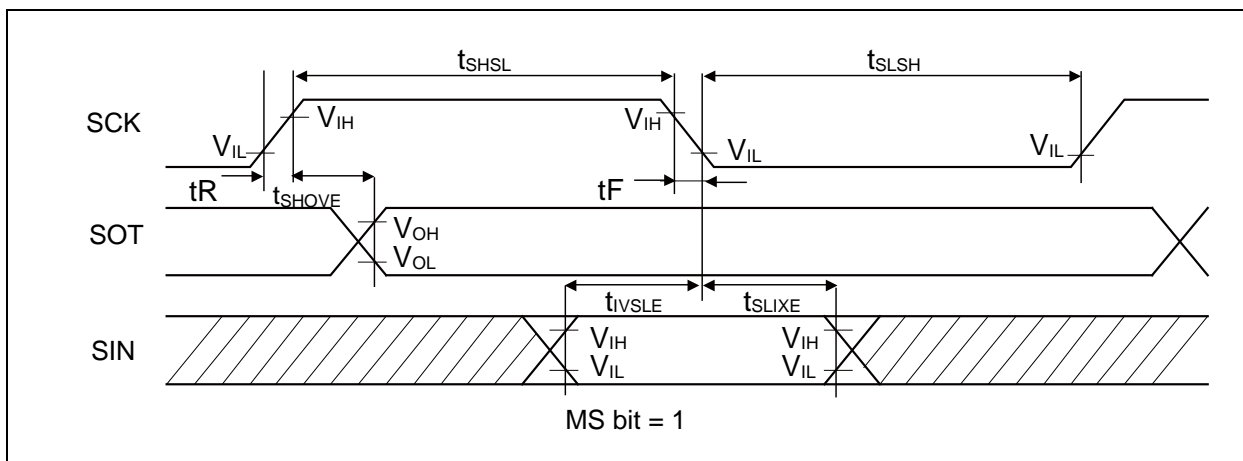 tSHSL
tSLSH
SCK
VIH
VIH
VIL
VIL
VIL
tR
tSHOVE
tF
SOT
VOH
VOL
tIVSLE
tSLIXE
SIN
VIH
VIH
VIL
VIL
MS bit = 1